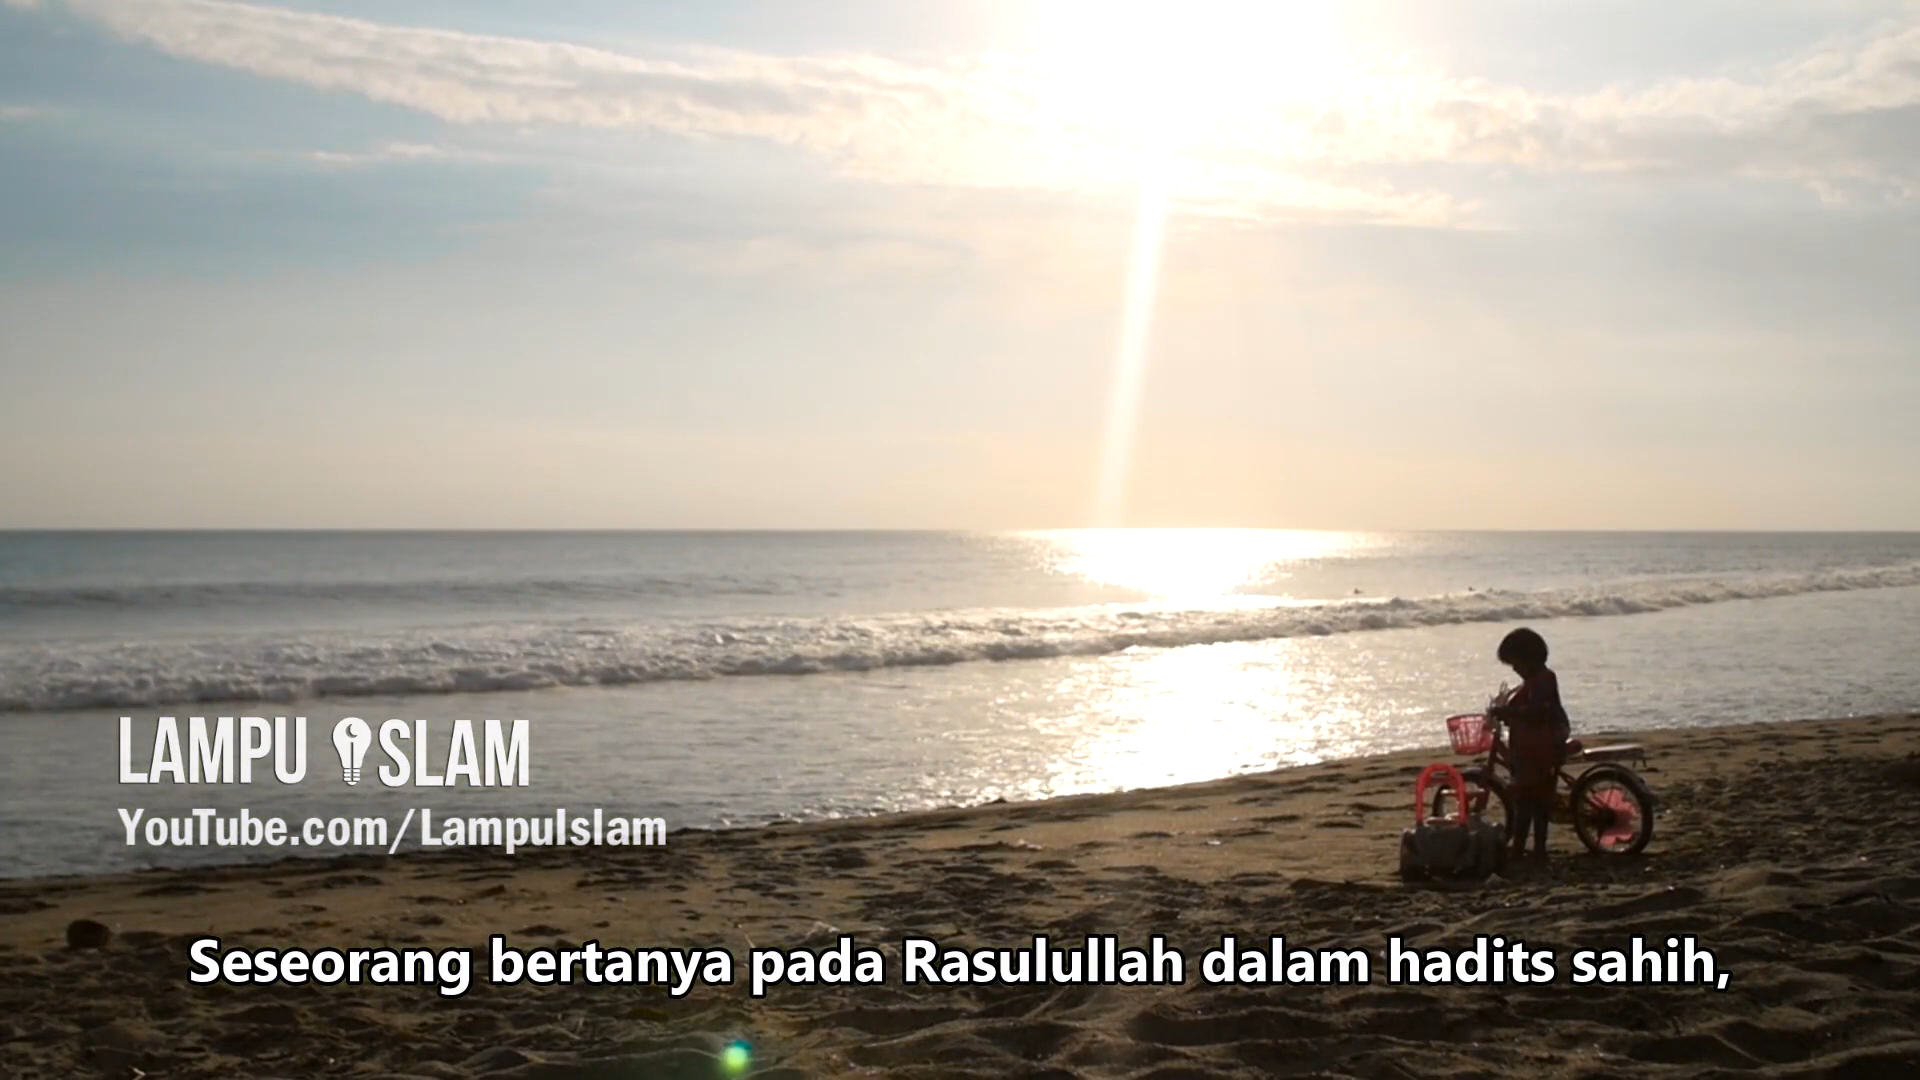 LAMPU ISLAM
YouTube.com/LampuIslam
Seseorang bertanya pada Rasulullah dalam hadits sahih,